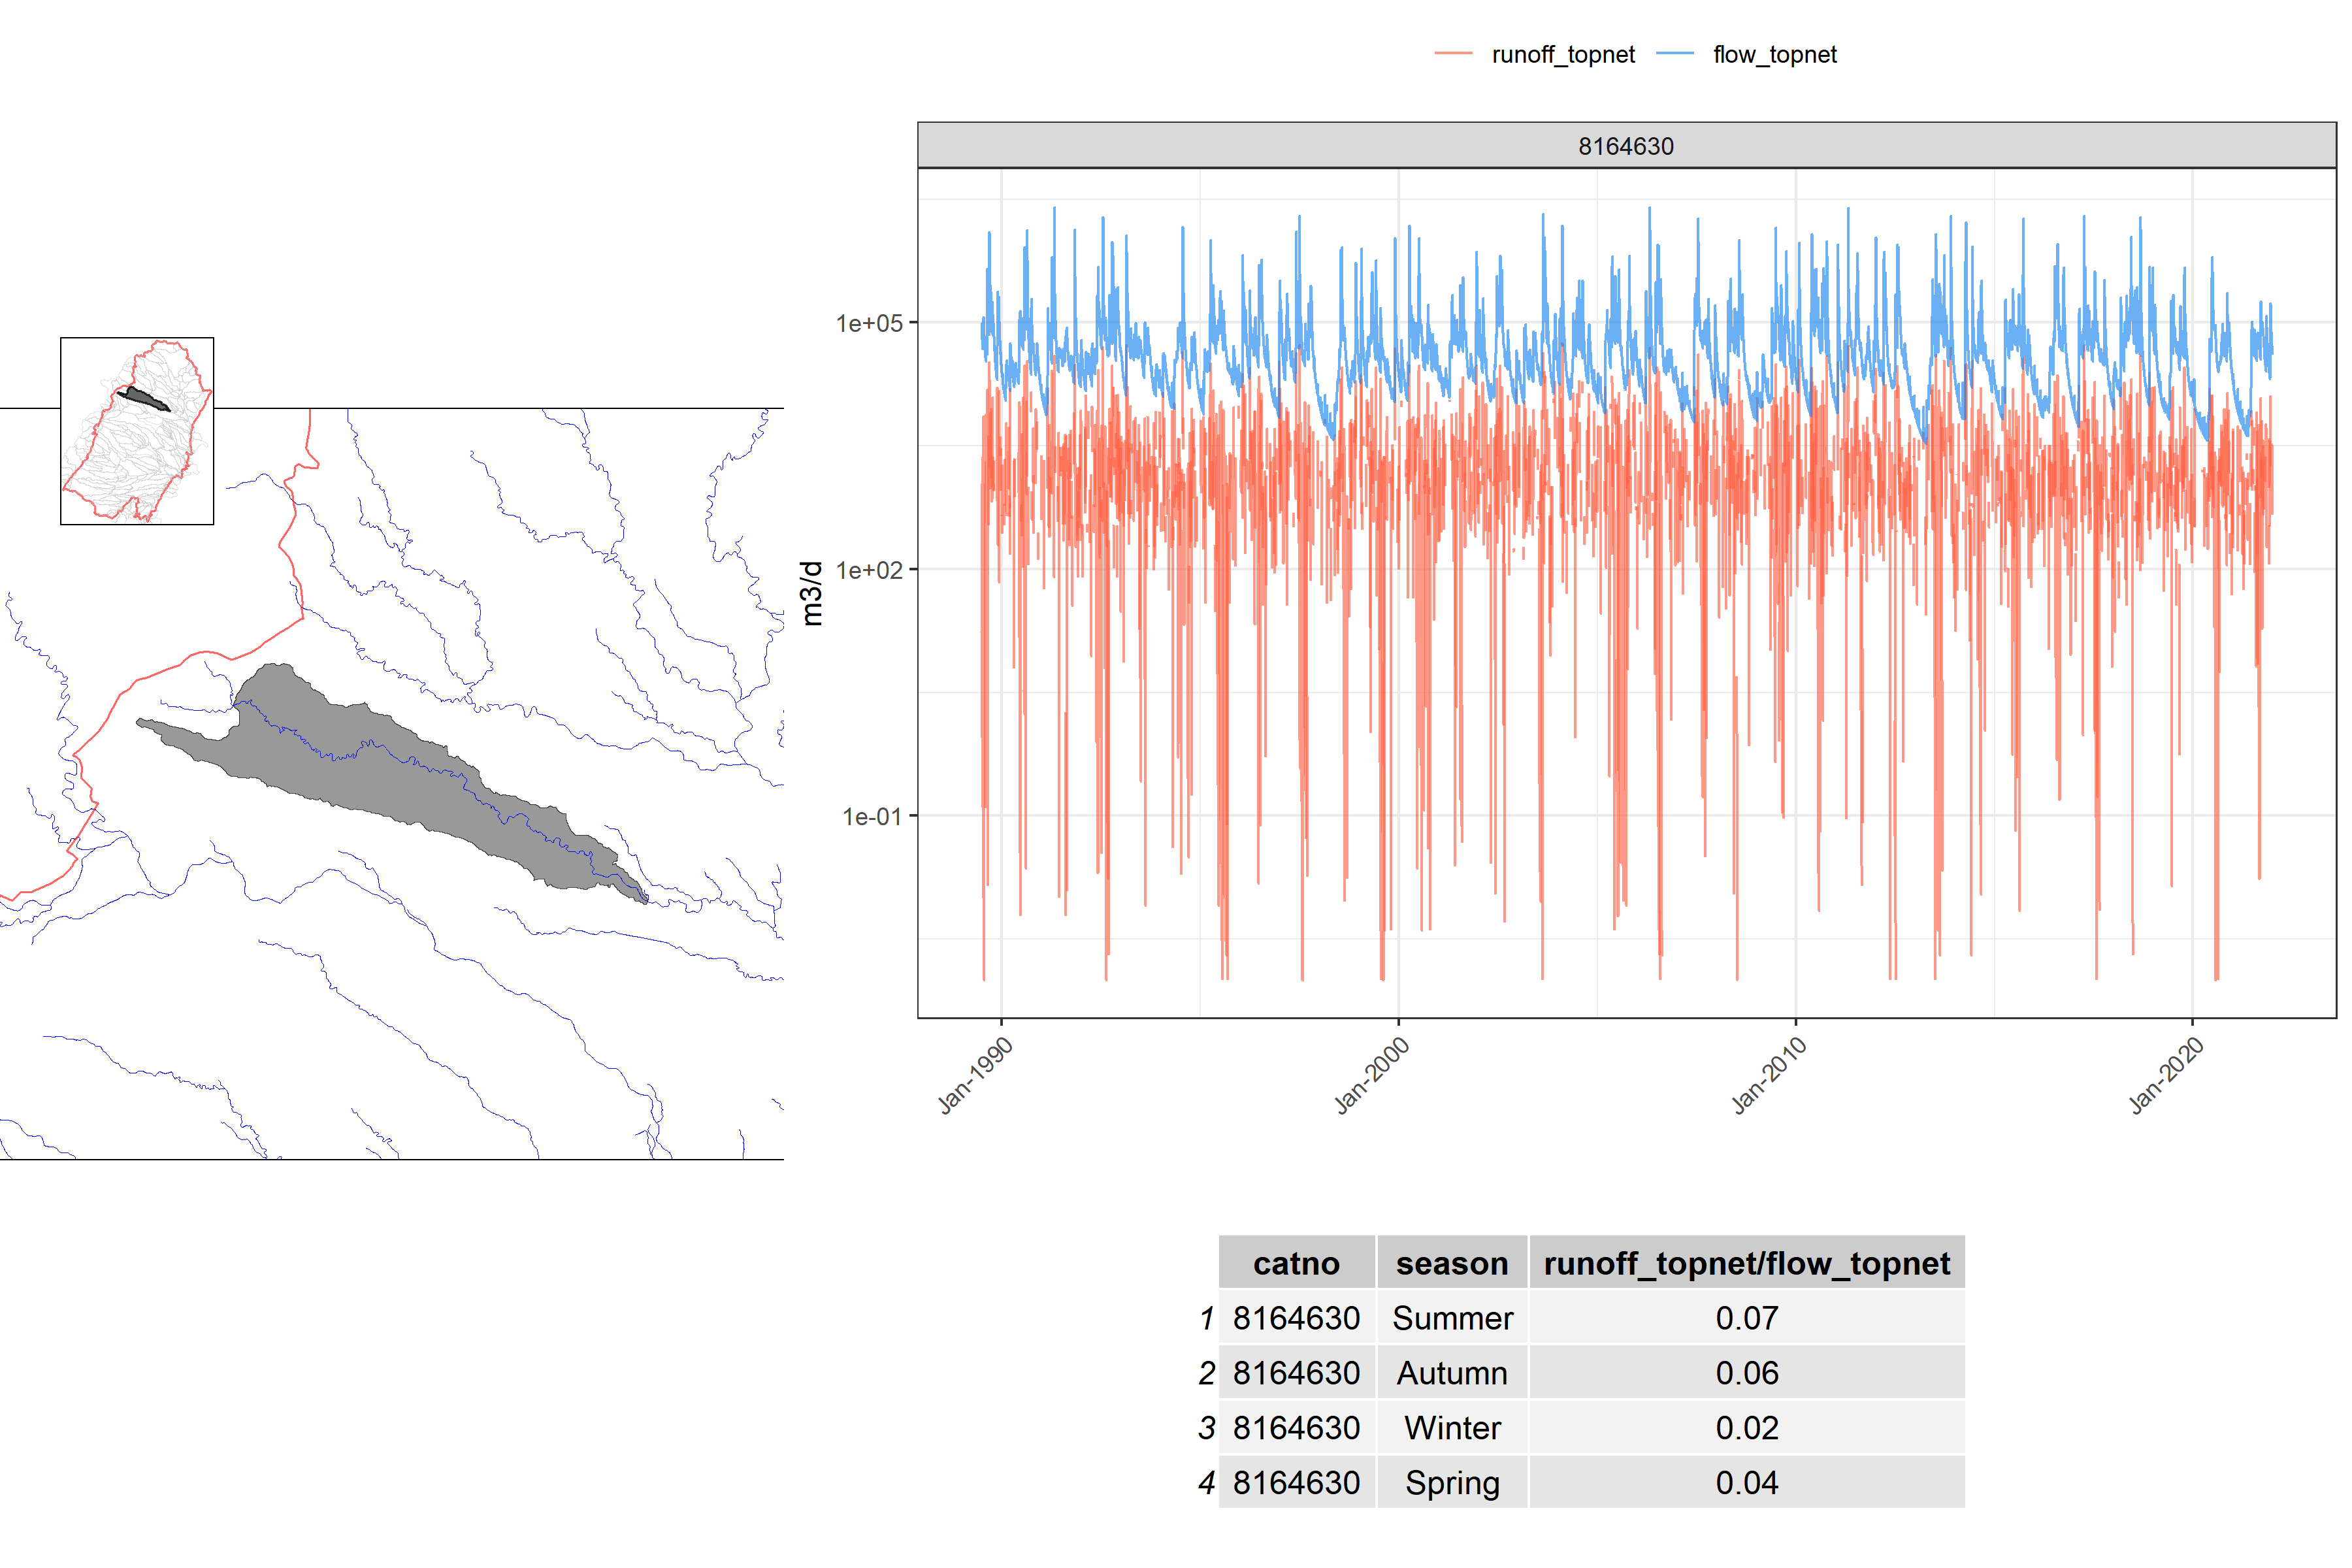 runoff_topnet flow_topnet
8164630
m3/d
1e+05
1e+02
1e-01
Jan-1990 Jan-2000 Jan-2010 Jan-2020
catno season runoff_topnet/flow_topnet
1 8164630 Summer 0.07
2 8164630 Autumn 0.06
3 8164630 Winter 0.02
4 8164630 Spring 0.04